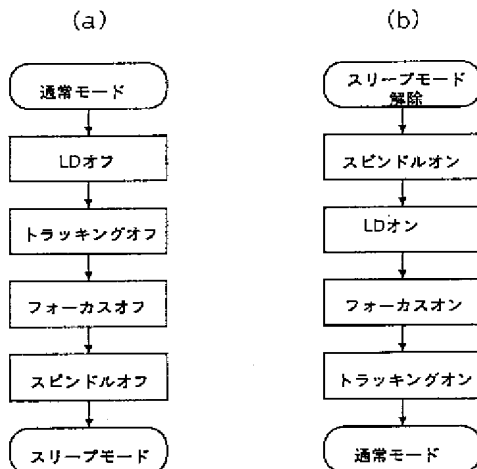 (a)
通常モード
LDオフ
トラッキングオフ
フォーカスオフ
スピンドルオフ
スリープモード
(b)
スリープモード
解除
スピンドルオン
LDオン
フォーカスオン
トラッキングオン
通常モード